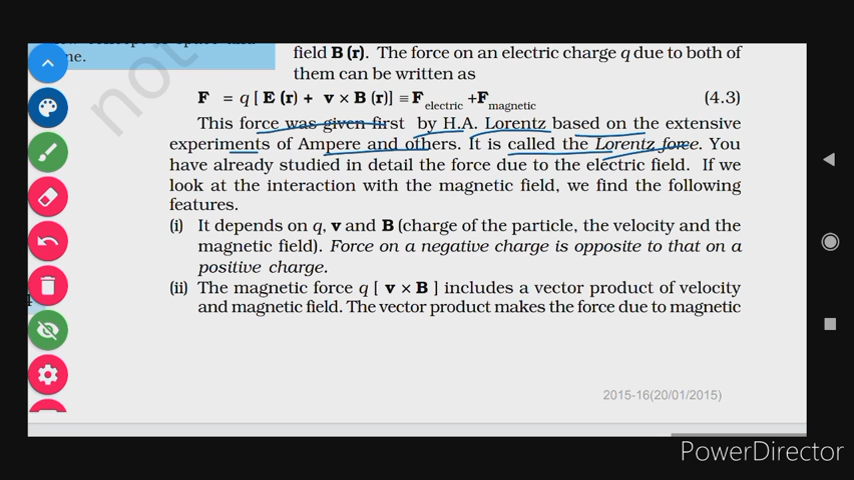 ne.
not
field B (r). The force on an electric charge q due to both of
them can be written as
F = q [ E (r) + v × B (r)] ≡ F electric +F magnetic (4.3)
This force was given first by H.A. Lorentz based on the extensive
experiments of Ampere and others. It is called the Lorentz force. You
have already studied in detail the force due to the electric field. If we
look at the interaction with the magnetic field, we find the following
features.
(i) It depends on q, v and B (charge of the particle, the velocity and the
magnetic field). Force on a negative charge is opposite to that on a
positive charge.
(ii) The magnetic force q [ v × B ] includes a vector product of velocity
and magnetic field. The vector product makes the force due to magnetic
2015-16(20/01/2015)
PowerDirector